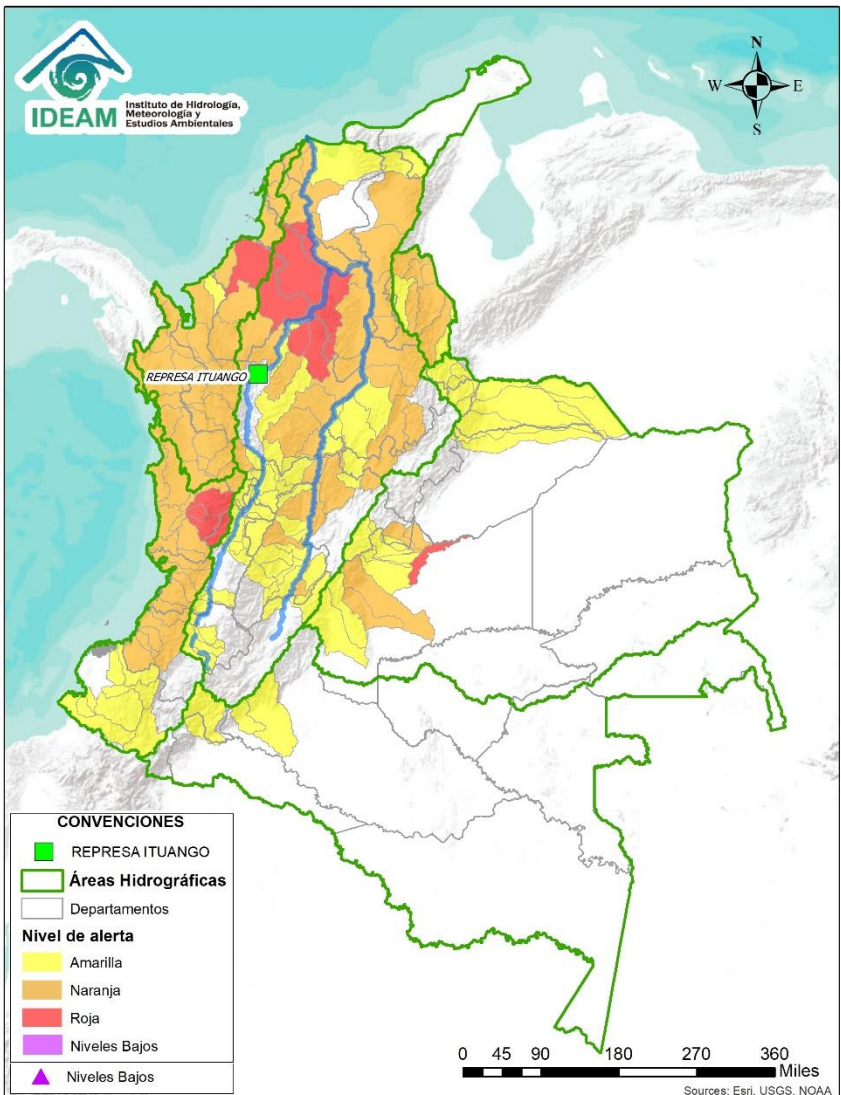 IDEAM
Instituto de Hidrología,
Meteorología y
Estudios Ambientales
N
W
E
S
REPRESA ITUANGO
CONVENCIONES
REPRESA ITUANGO
Áreas Hidrográficas
Departamentos
Nivel de alerta
Amarilla
Naranja
Roja
Niveles Bajos
Niveles Bajos
0 45 90 180 270 360
Miles
Sources: Esri, USGS, NOAA